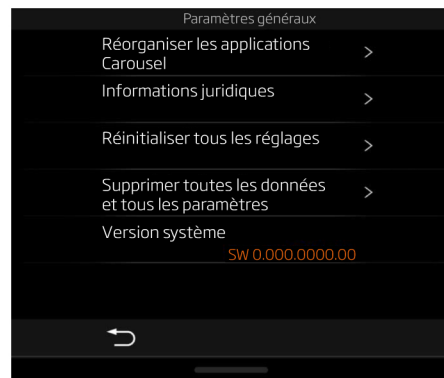 Paramètres généraux
Réorganiser les applications
Carousel
Informations juridiques
Réinitialiser tous les réglages
Supprimer toutes les données
et tous les paramètres
Version système
SW 0.000.0000.00